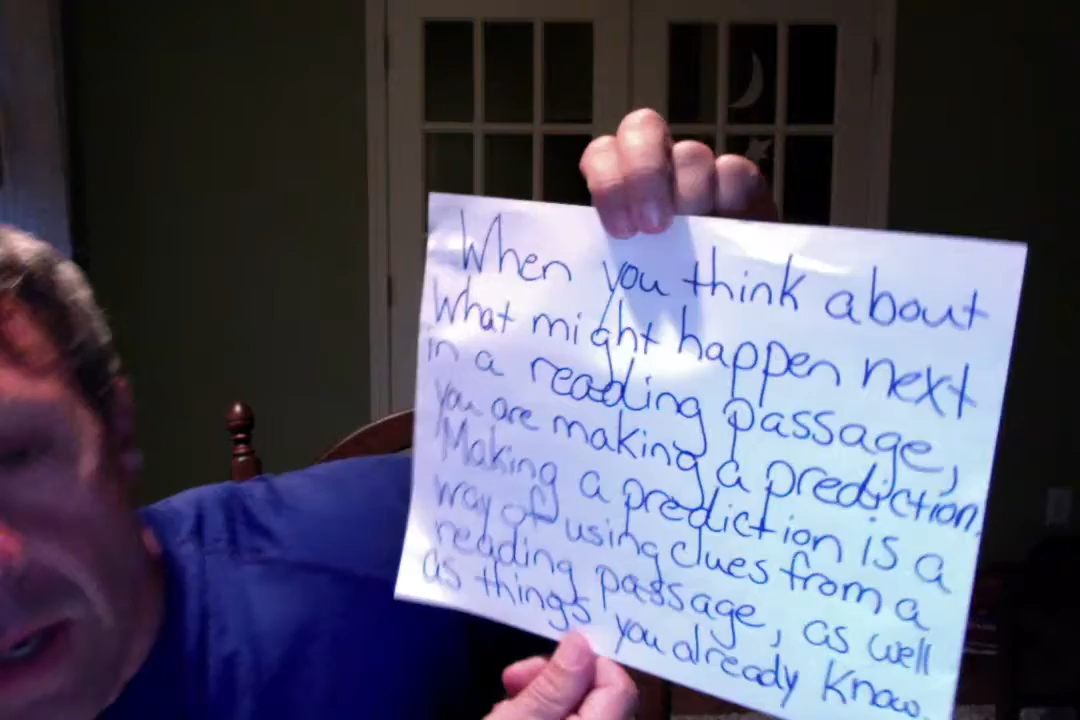 When you think about
What might happen next
in a reading passage,
you are making a prediction.
Making a prediction is a
way of using clues from a
reading passage, as well
as things you already know.